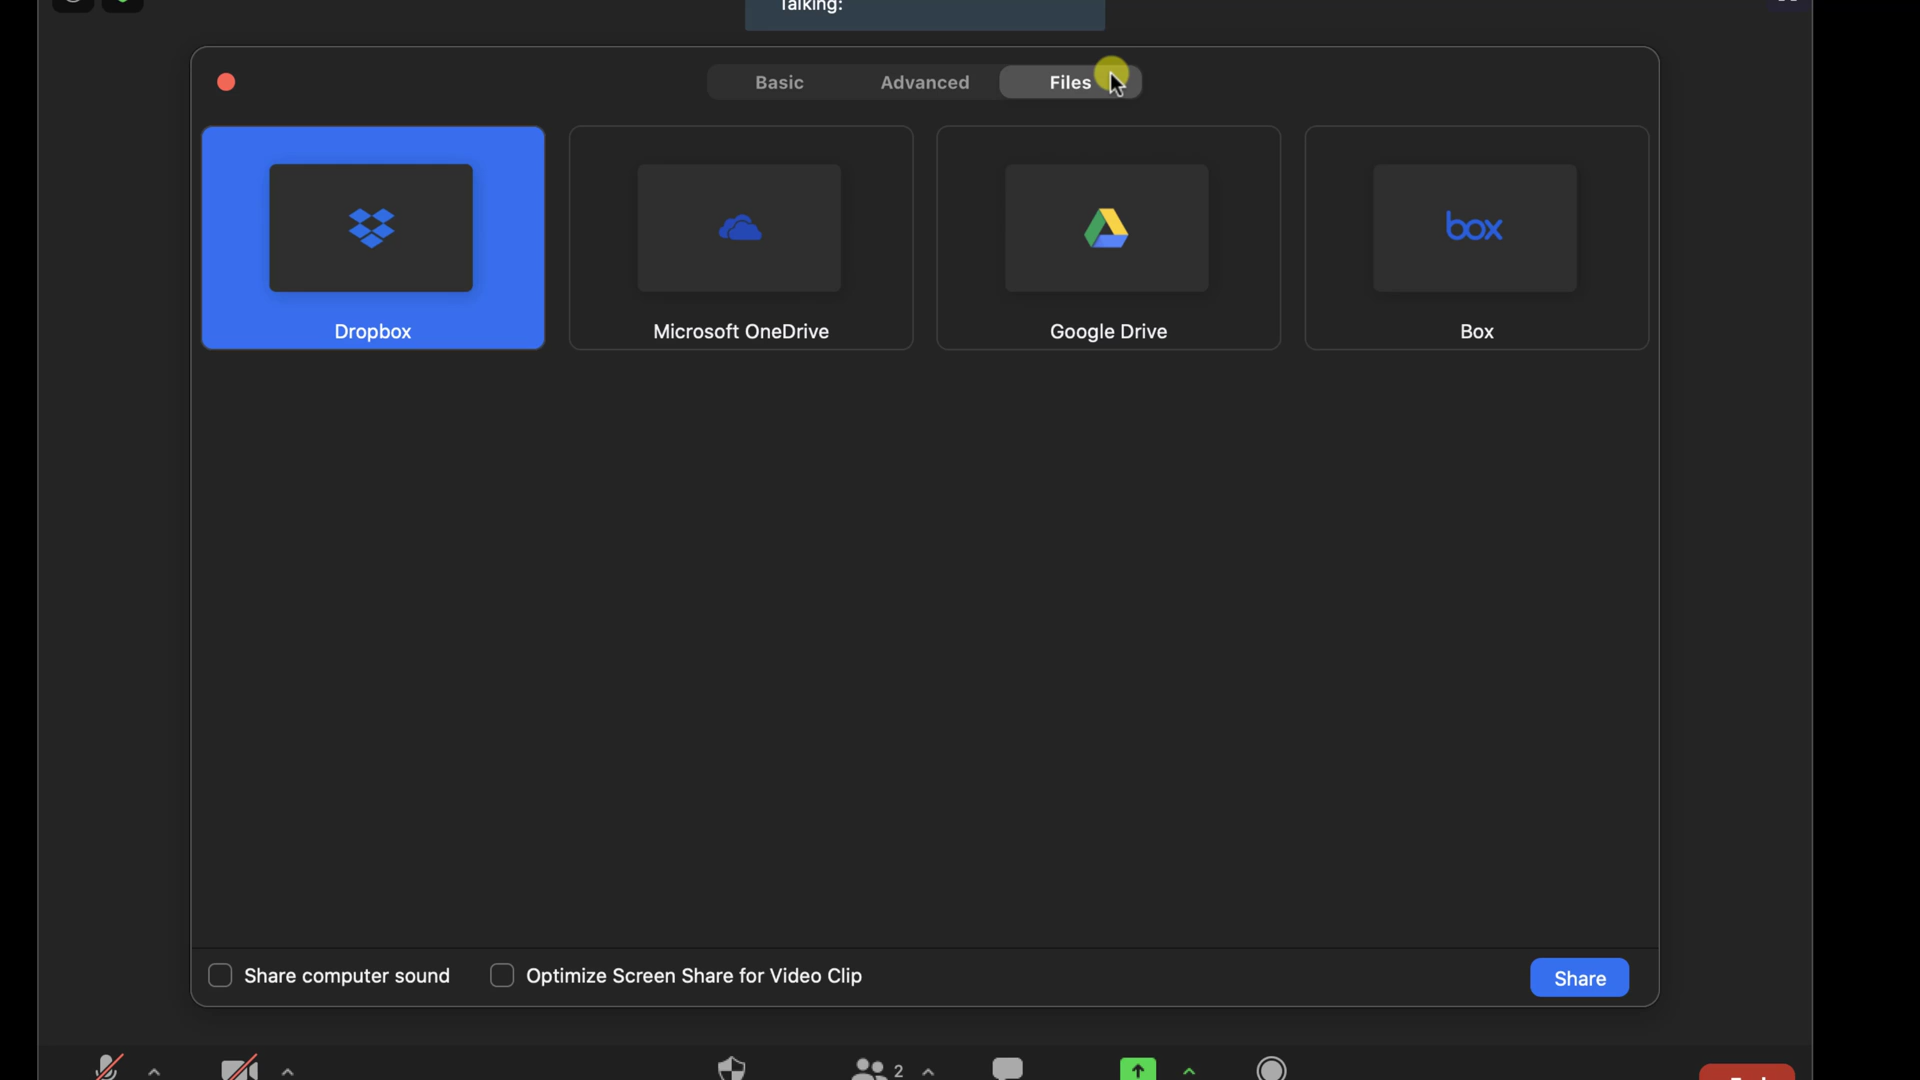 Talking:
Basic Advanced Files
box
Dropbox Microsoft OneDrive Google Drive Box
Share computer sound Optimize Screen Share for Video Clip Share
2